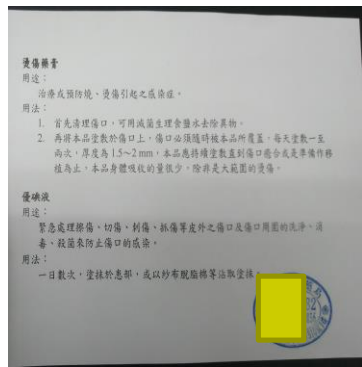 燙傷藥膏
用途：
治療或預防燒、燙傷引起之感染症。
用法：
1. 首先清理傷口，可用滅菌生理食鹽水去除異物。
2. 再將本品塗敷於傷口上，傷口必須隨時被本品所覆蓋，每天塗敷一至
兩次，厚度為 1.5~2 mm，本品應持續塗敷直到傷口癒合或是準備作移
植為止，本品身體吸收的量很少，除非是大範圍的燙傷。
優碘液
用途：
緊急處理擦傷、切傷、刺傷、抓傷等皮外之傷口及傷口周圍的洗淨、消
毒、殺菌來防止傷口的感染。
用法：
一日數次，塗抹於患部，或以紗布脫脂棉等沾取塗抹。